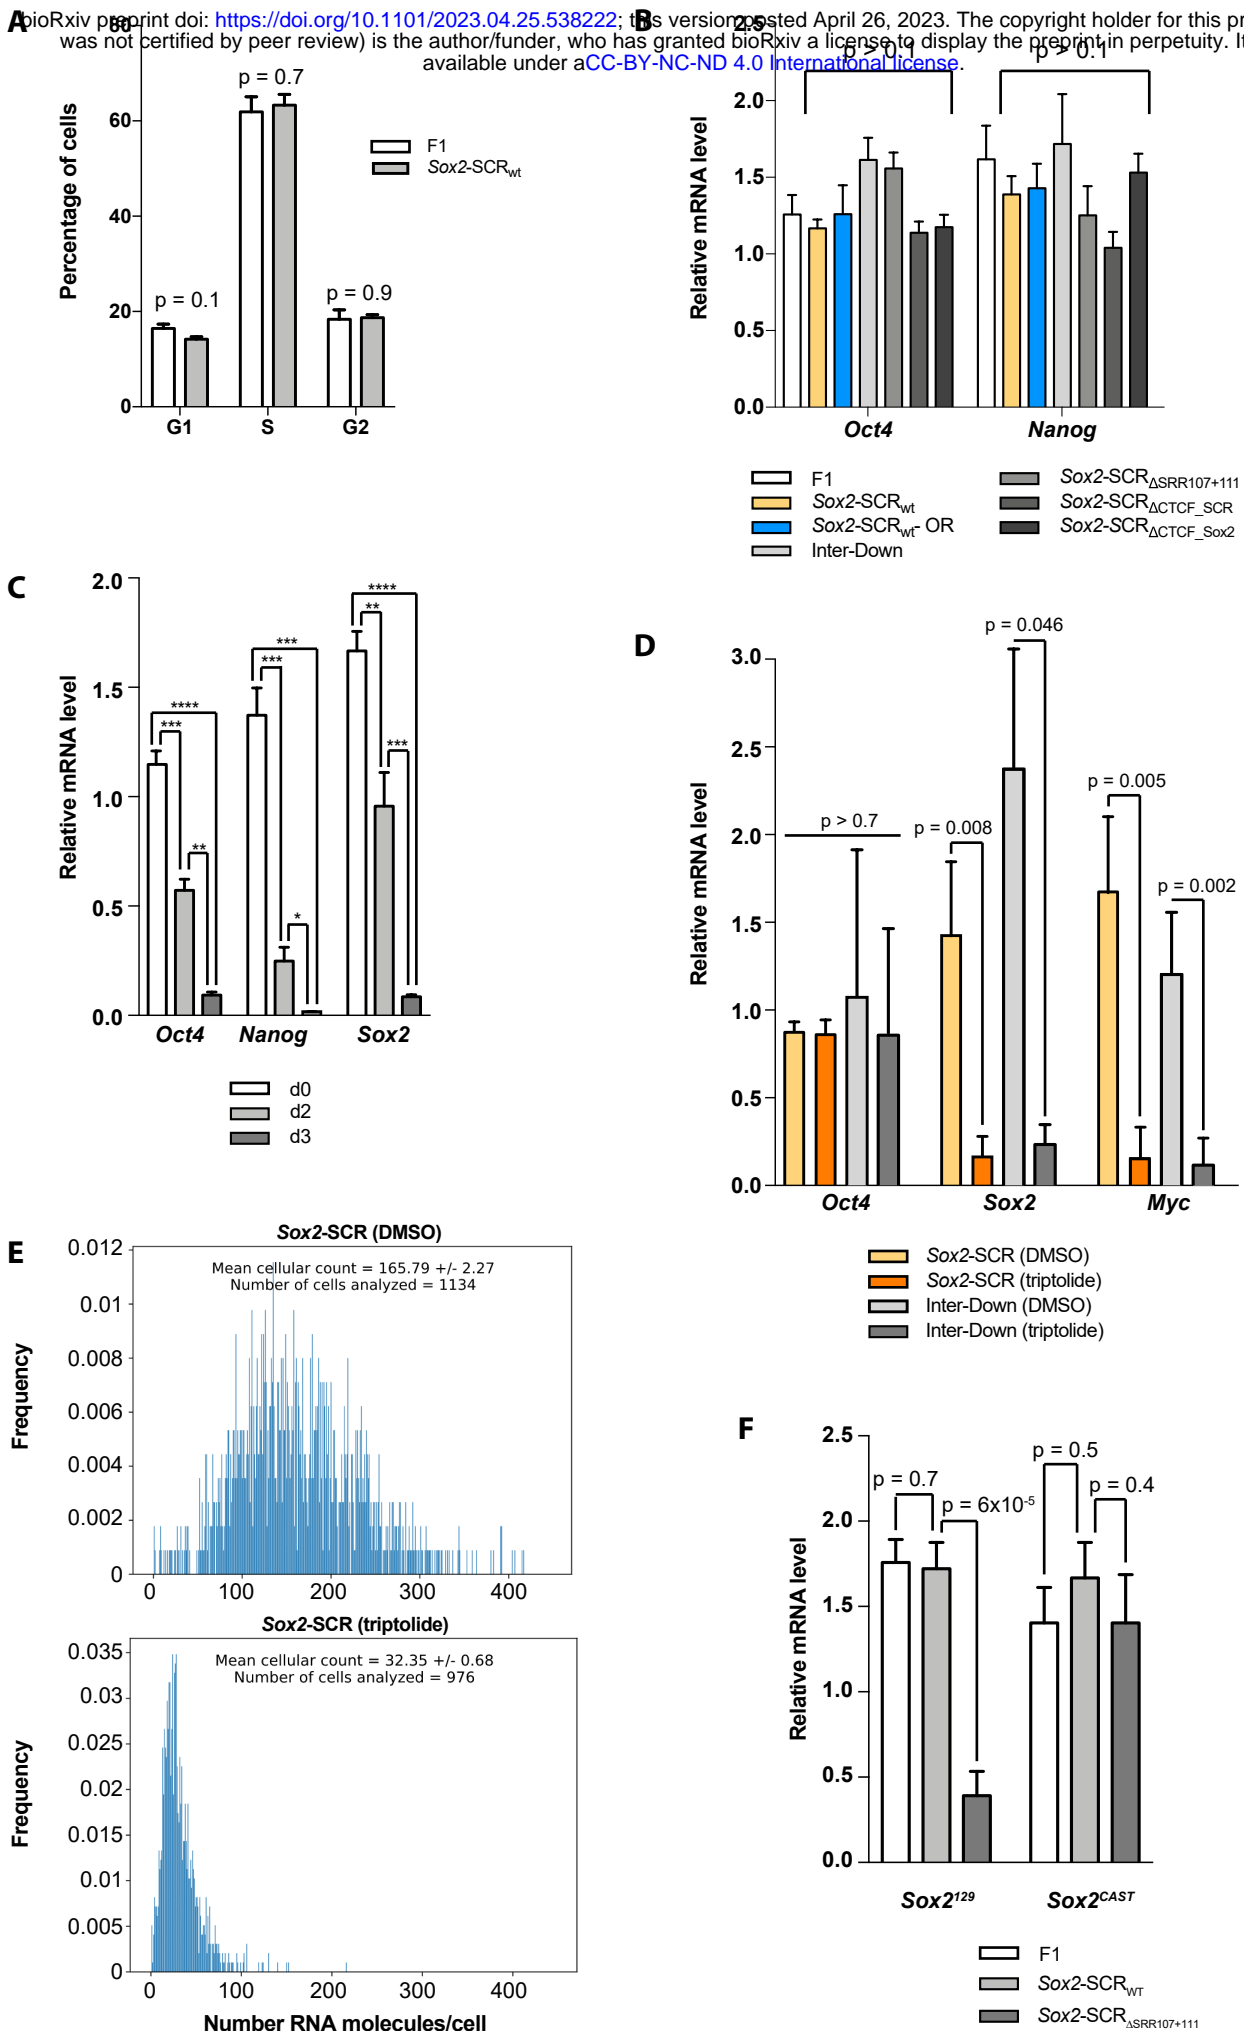 bioRxiv preprint doi: https://doi.org/10.1101/2023.04.25.538222; this version posted April 26, 2023. The copyright holder for this pr
was not certified by peer review) is the author/funder, who has granted bioRxiv a license to display the preprint in perpetuity. It
available under aCC-BY-NC-ND 4.0 International license.
A
80
60
40
20
0
Percentage of cells
p = 0.1
p = 0.7
p = 0.9
G1 S G2
F1
Sox2-SCRwt
B
2.5
2.0
1.5
1.0
0.5
0.0
Relative mRNA level
p > 0.1
p > 0.1
Oct4 Nanog
F1
Sox2-SCRwt
Sox2-SCRwt- OR
Inter-Down
Sox2-SCRΔSRR107+111
Sox2-SCRΔCTCF_SCR
Sox2-SCRΔCTCF_Sox2
C
2.0
1.5
1.0
0.5
0.0
Relative mRNA level
****
***
**
***
***
*
****
**
***
Oct4 Nanog Sox2
d0
d2
d3
D
3.0
2.5
2.0
1.5
1.0
0.5
0.0
Relative mRNA level
p > 0.7
p = 0.008
p = 0.046
p = 0.005
p = 0.002
Oct4 Sox2 Myc
Sox2-SCR (DMSO)
Sox2-SCR (triptolide)
Inter-Down (DMSO)
Inter-Down (triptolide)
E
Sox2-SCR (DMSO)
Mean cellular count = 165.79 +/- 2.27
Number of cells analyzed = 1134
0.012
0.01
0.008
0.006
0.004
0.002
0
Frequency
0 100 200 300 400
Sox2-SCR (triptolide)
Mean cellular count = 32.35 +/- 0.68
Number of cells analyzed = 976
0.035
0.03
0.025
0.02
0.015
0.01
0.005
0
Frequency
0 100 200 300 400
Number RNA molecules/cell
F
2.5
2.0
1.5
1.0
0.5
0.0
Relative mRNA level
p = 0.7
p = 6x10-5
p = 0.5
p = 0.4
Sox2129 Sox2CAST
F1
Sox2-SCRWT
Sox2-SCRΔSRR107+111